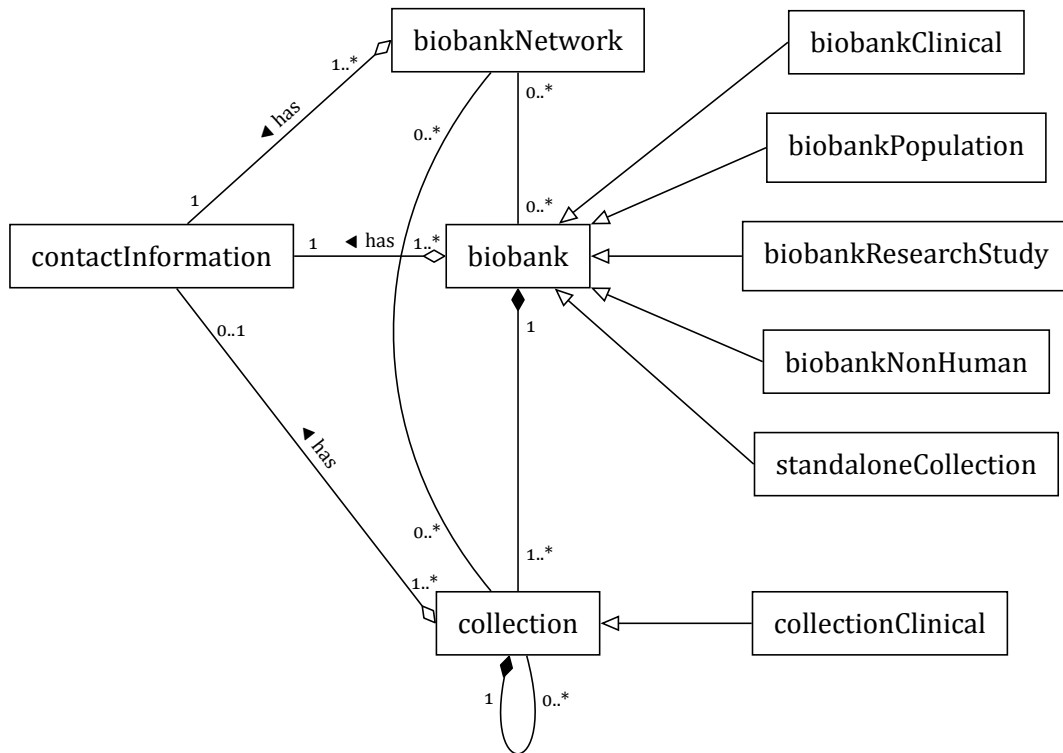 biobankNetwork
biobankClinical
1..*
0..*
◀ has
0..*
biobankPopulation
1
0..*
contactInformation
1
◀ has
1..*
biobank
biobankResearchStudy
0..1
1
biobankNonHuman
◀ has
standaloneCollection
0..*
1..*
1..*
collection
collectionClinical
1
0..*